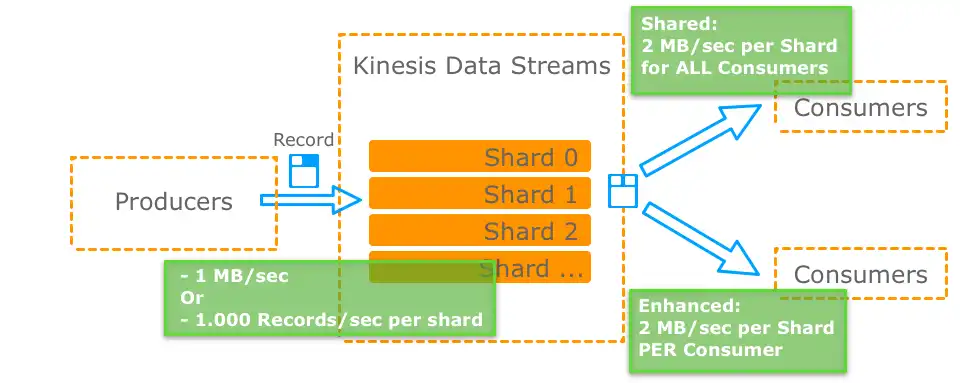 Shared:
2 MB/sec per Shard
for ALL Consumers
Kinesis Data Streams
Consumers
Record
Shard 0
Producers
Shard 1
Shard 2
Shard ...
- 1 MB/sec
Or
- 1.000 Records/sec per shard
Consumers
Enhanced:
2 MB/sec per Shard
PER Consumer